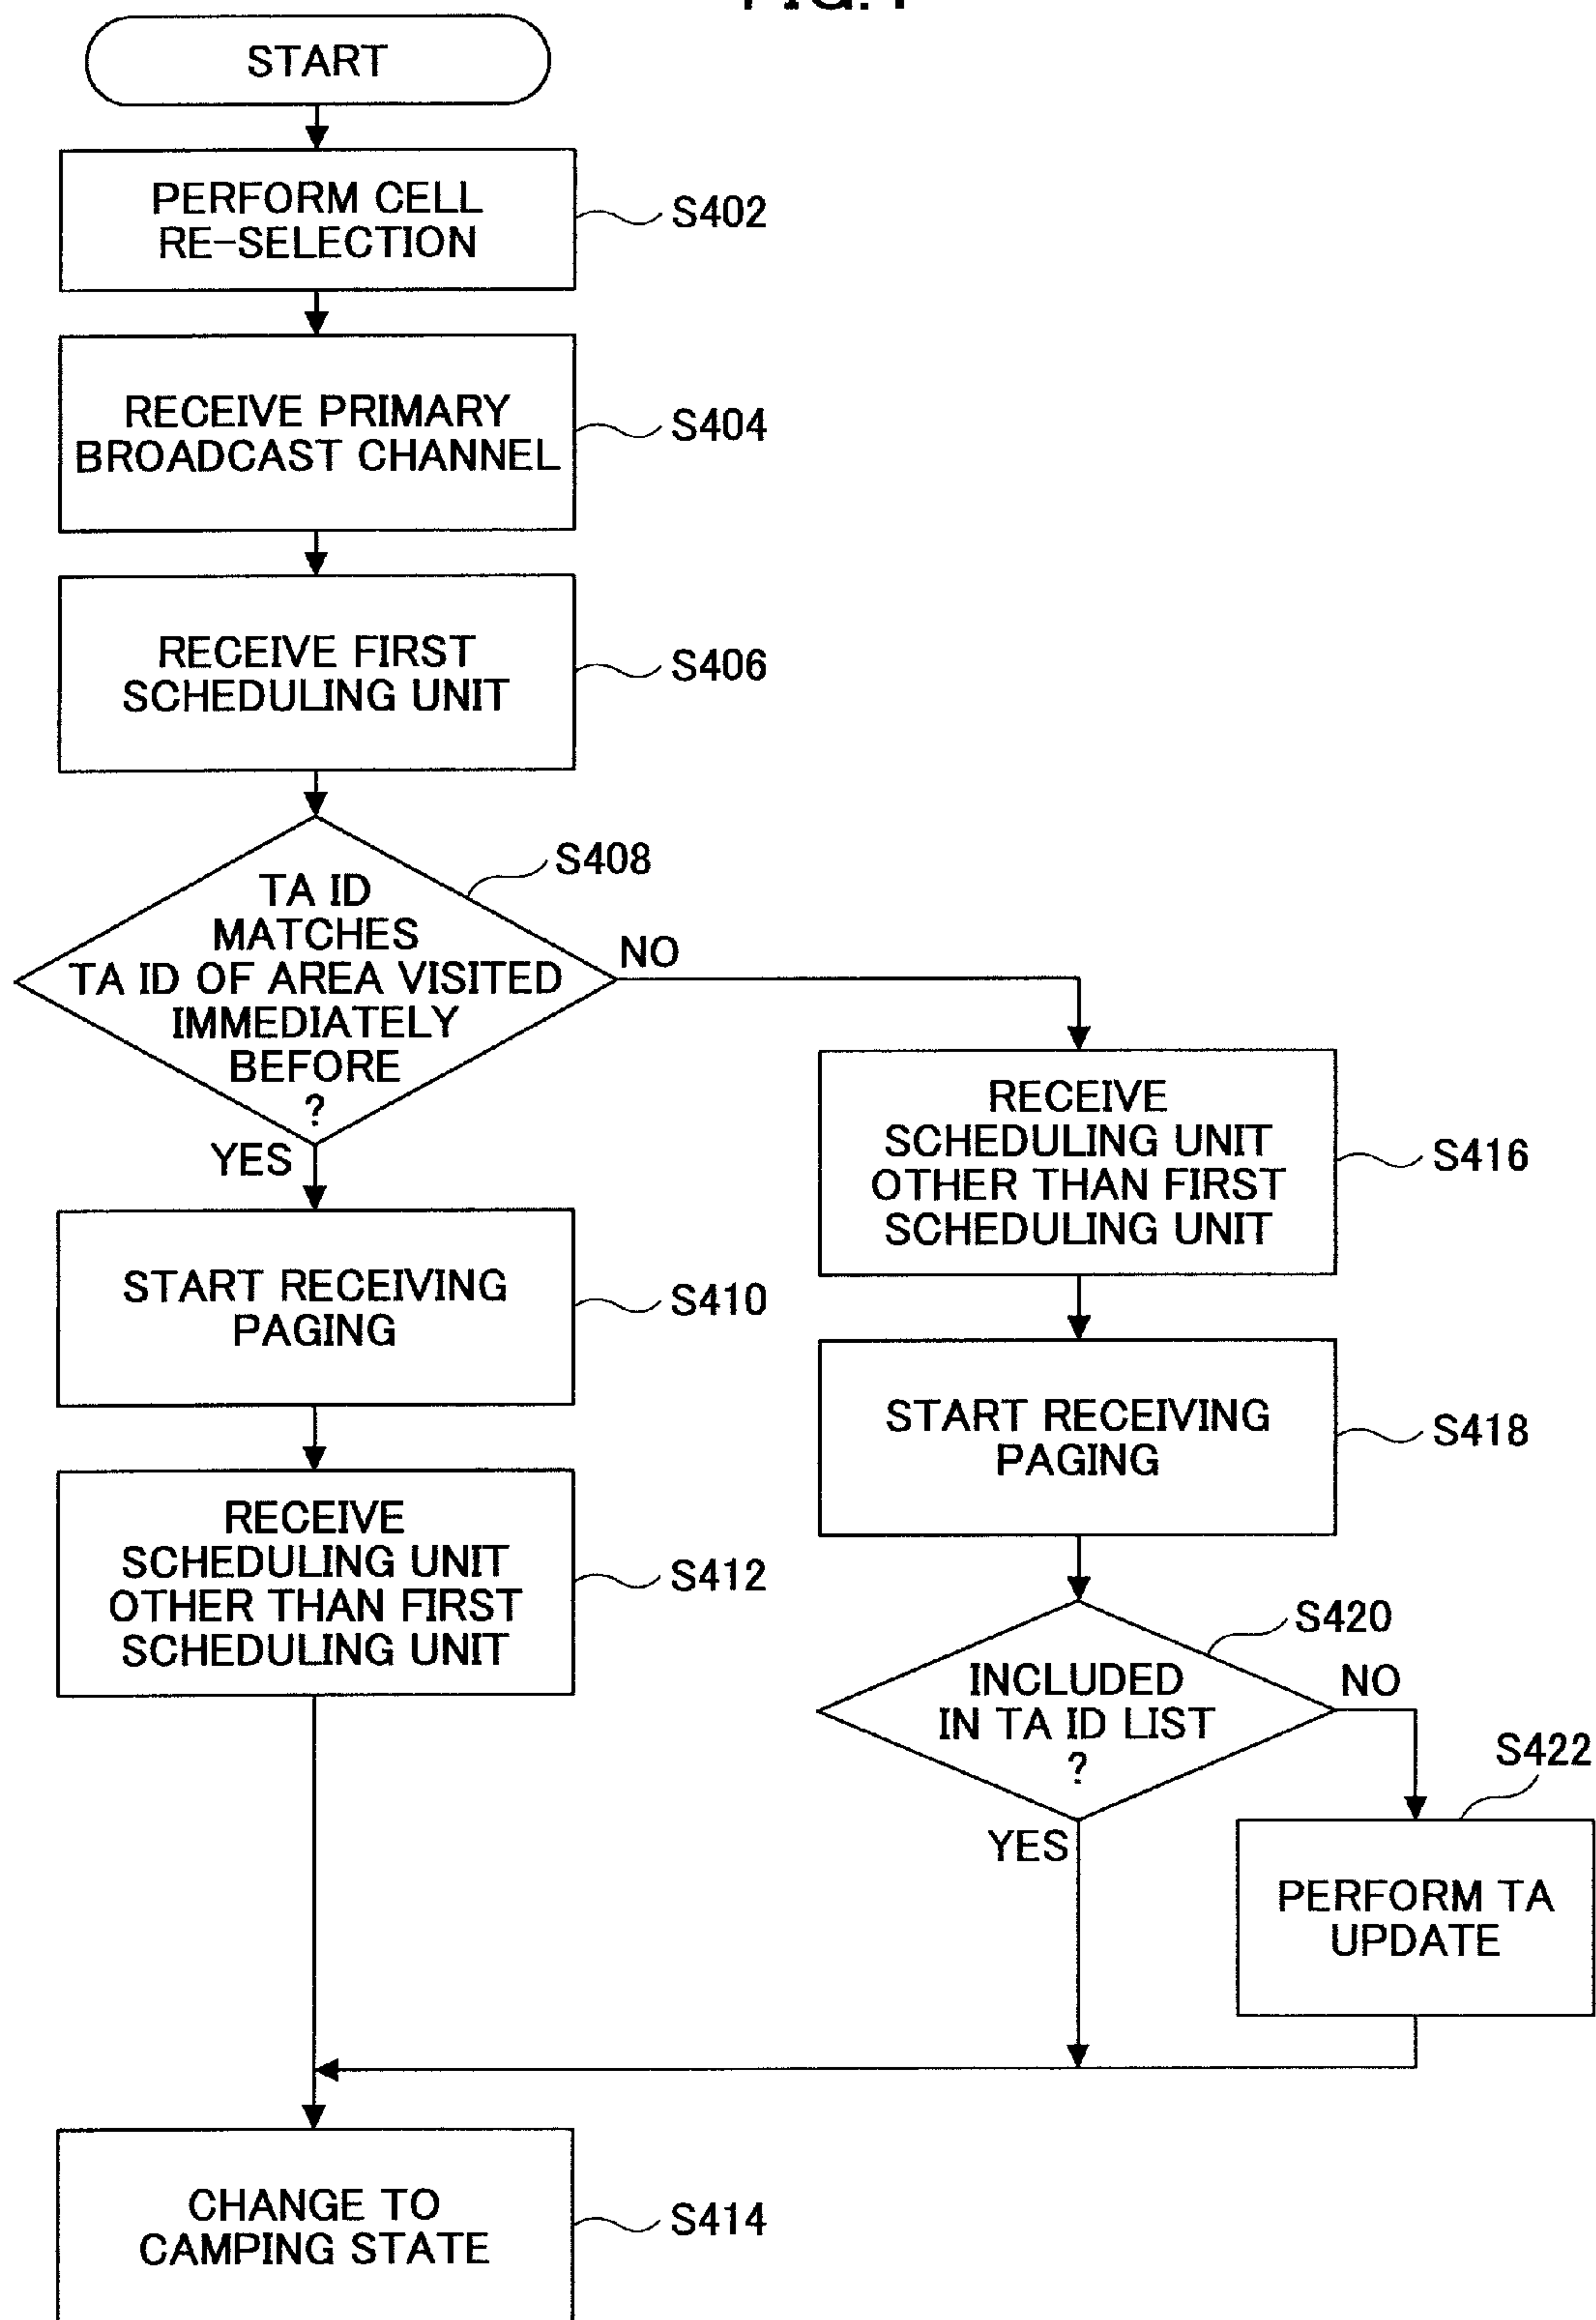 START
PERFORM CELL
RE-SELECTION
S402
RECEIVE PRIMARY
BROADCAST CHANNEL
S404
RECEIVE FIRST
SCHEDULING UNIT
S406
S408
TA ID
MATCHES
TA ID OF AREA VISITED
IMMEDIATELY
BEFORE
?
NO
YES
START RECEIVING
PAGING
S410
RECEIVE
SCHEDULING UNIT
OTHER THAN FIRST
SCHEDULING UNIT
S412
RECEIVE
SCHEDULING UNIT
OTHER THAN FIRST
SCHEDULING UNIT
S416
START RECEIVING
PAGING
S418
S420
INCLUDED
IN TA ID LIST
?
NO
YES
S422
PERFORM TA
UPDATE
CHANGE TO
CAMPING STATE
S414